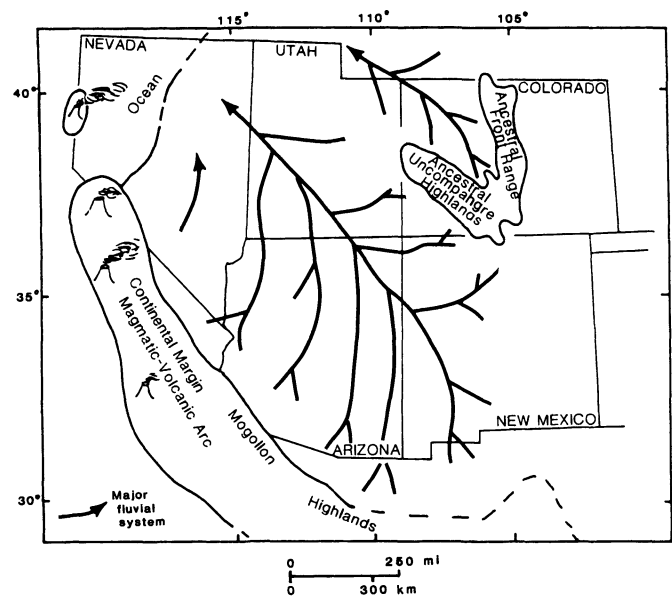 115°
110°
105°
NEVADA
UTAH
COLORADO
40°
Ocean
Ancestral
Front Range
Ancestral
Uncompahgre
Highlands
35°
Continental Margin
Magmatic-Volcanic Arc
Mogollon
Highlands
ARIZONA
NEW MEXICO
30°
Major
fluvial
system
0 250 mi
0 300 km